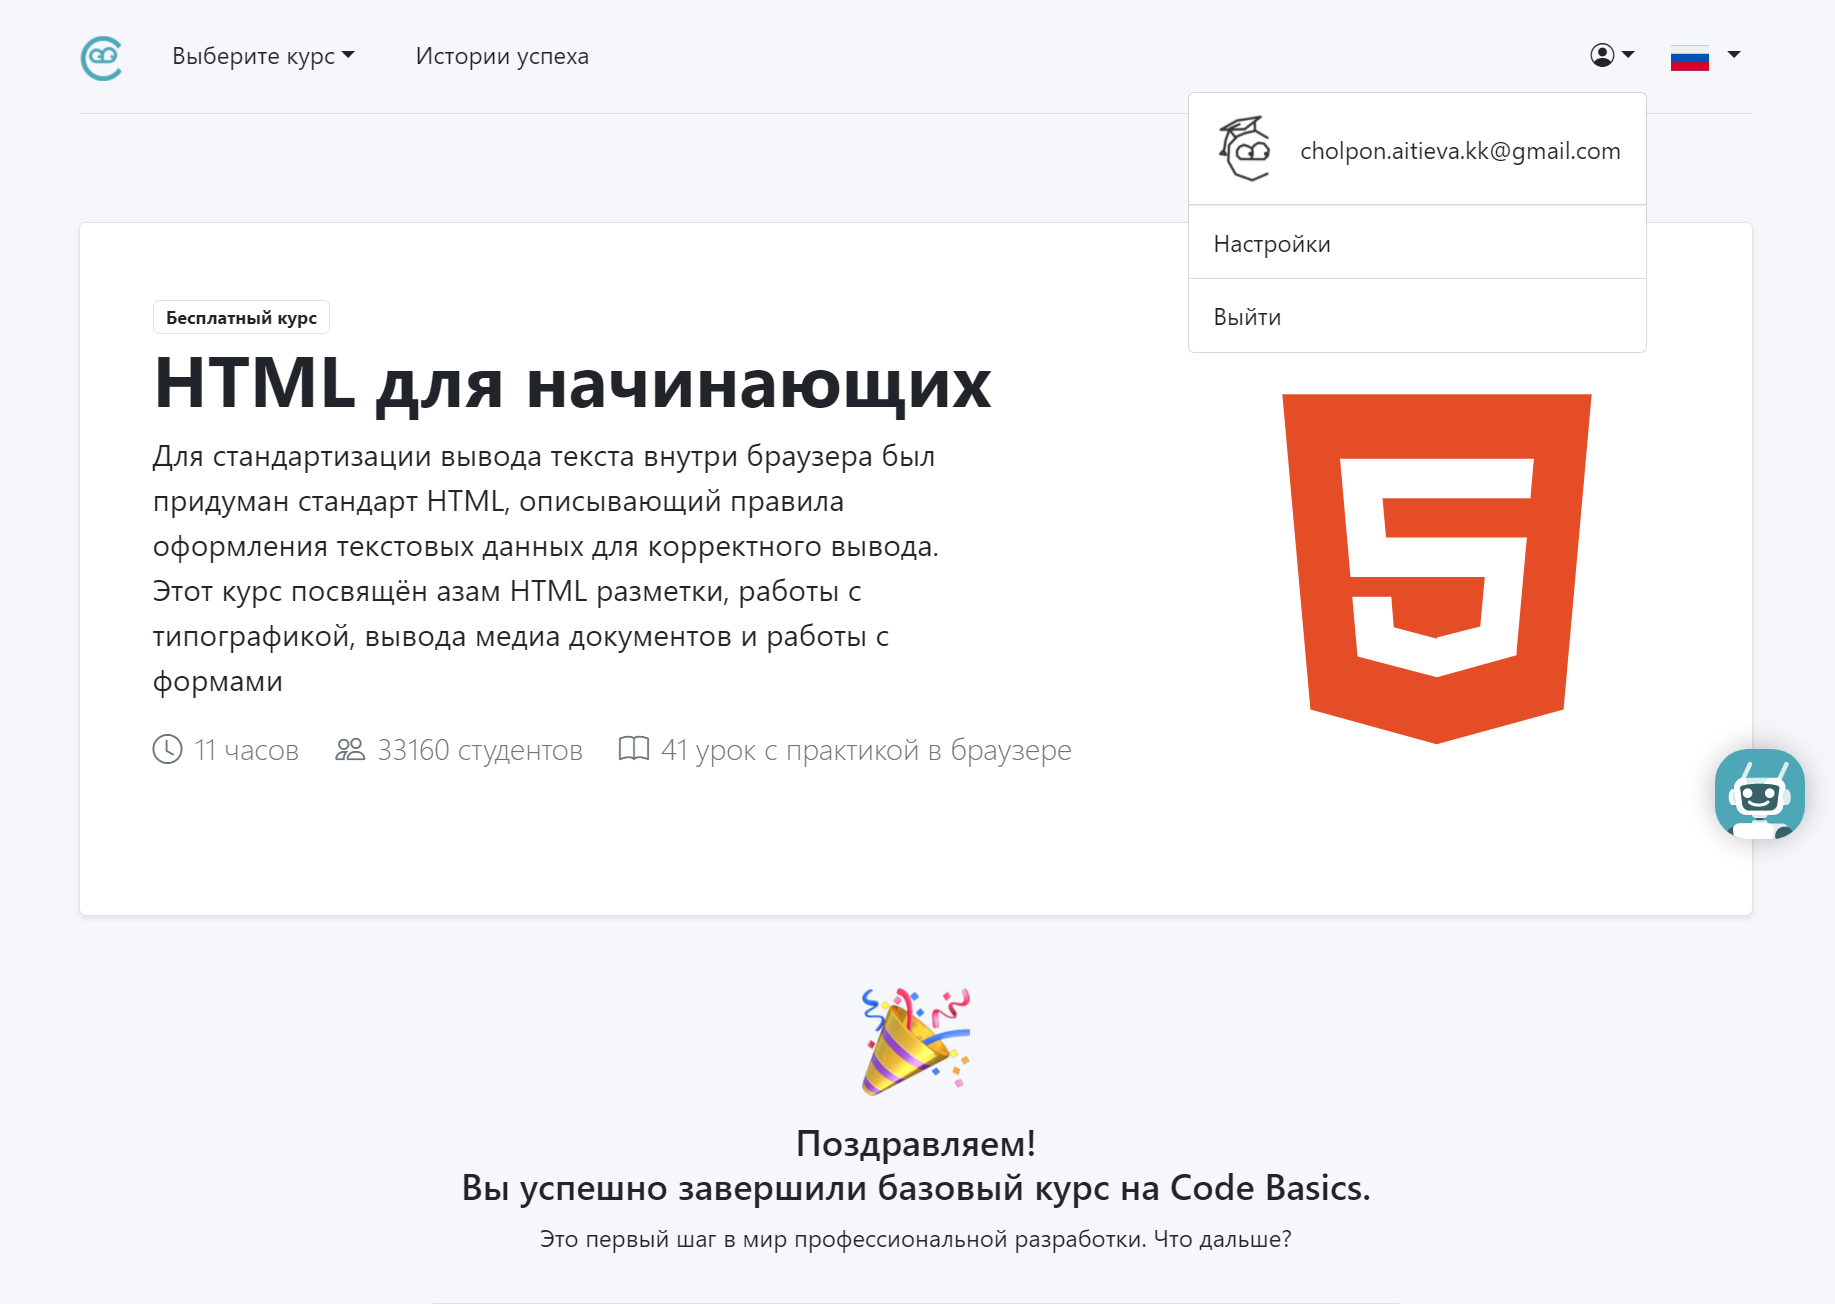 Выберите курс
Истории успеха
cholpon.aitieva.kk@gmail.com
Настройки
Выйти
Бесплатный курс
HTML для начинающих
Для стандартизации вывода текста внутри браузера был
придуман стандарт HTML, описывающий правила
оформления текстовых данных для корректного вывода.
Этот курс посвящён азам HTML разметки, работы с
типографикой, вывода медиа документов и работы с
формами
11 часов
33160 студентов
41 урок с практикой в браузере
Поздравляем!
Вы успешно завершили базовый курс на Code Basics.
Это первый шаг в мир профессиональной разработки. Что дальше?